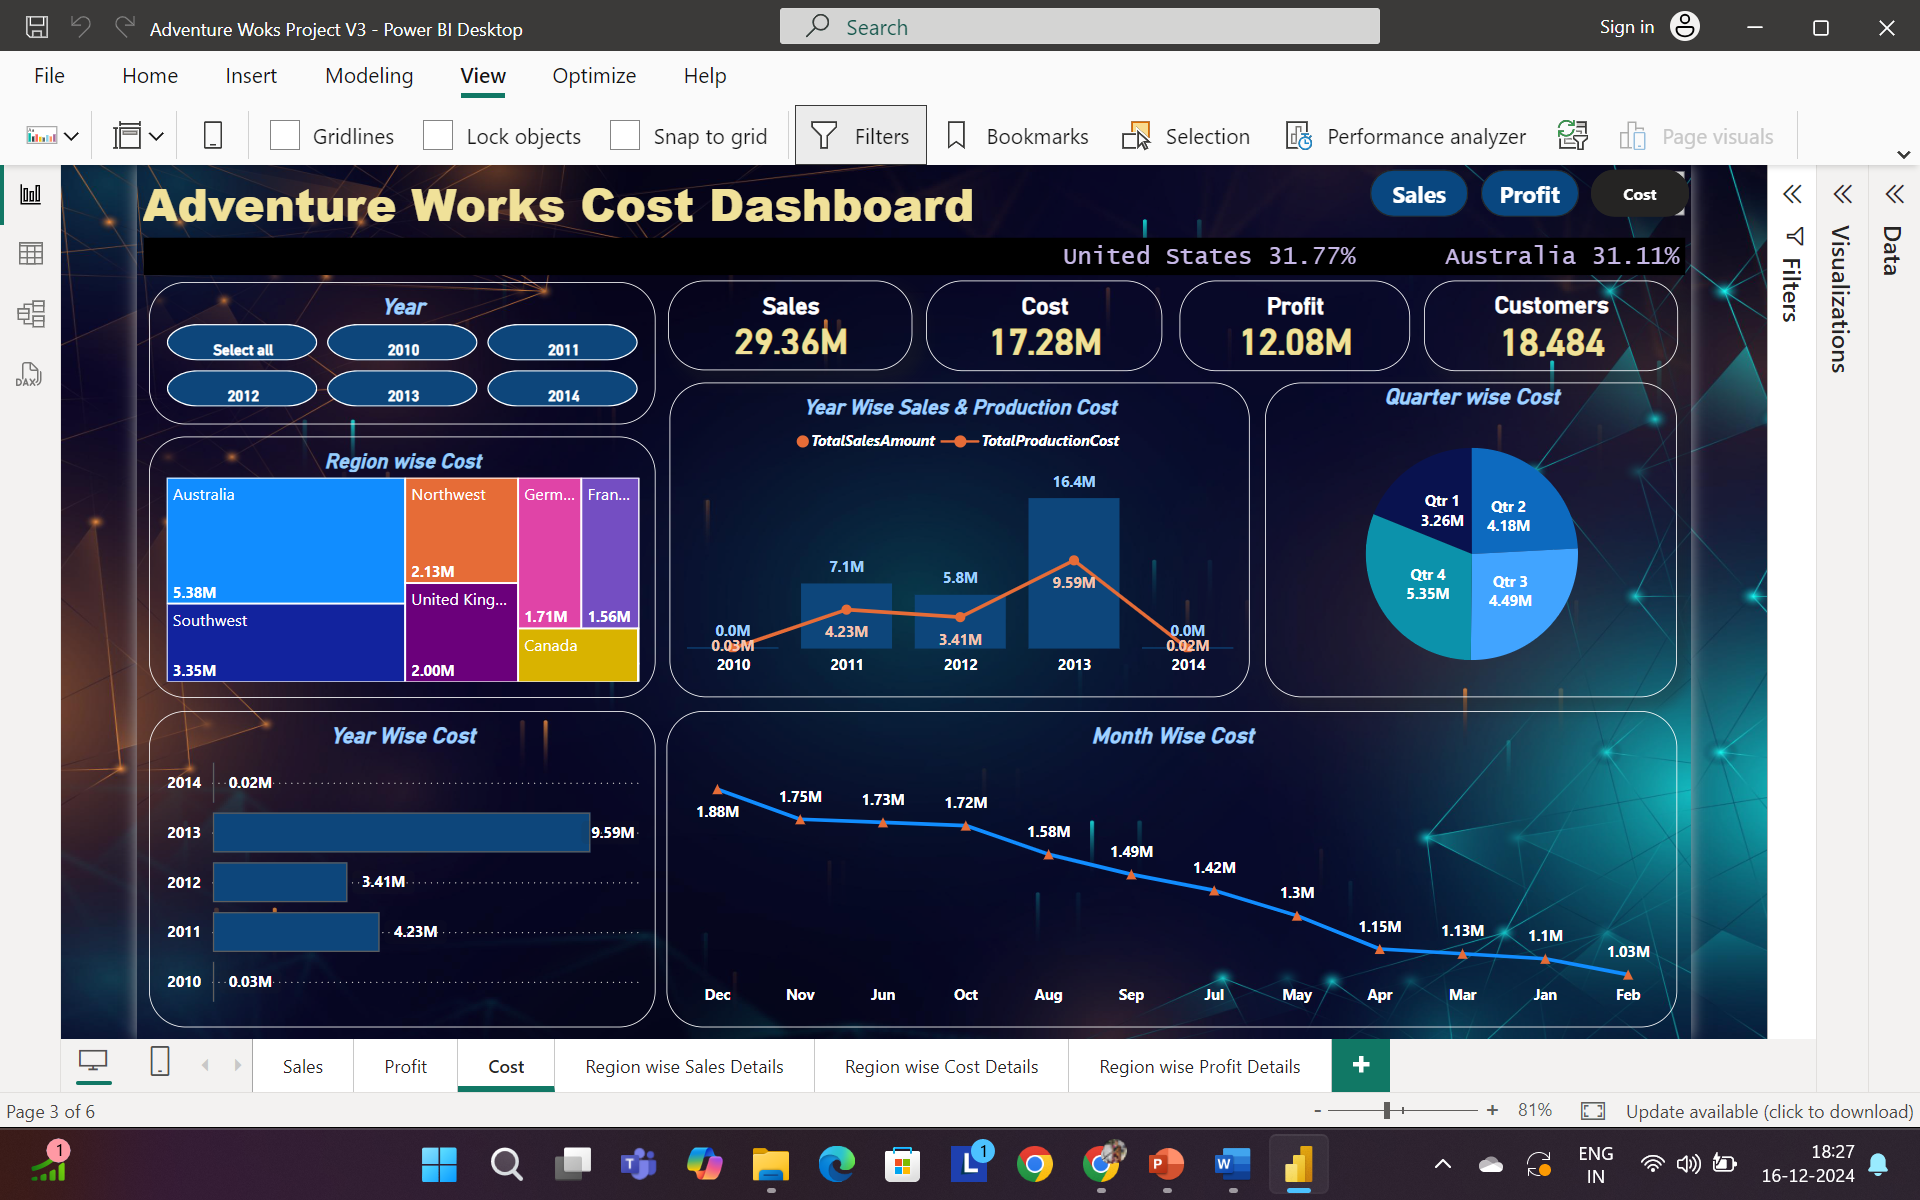 Adventure Woks Project V3 - Power BI Desktop
Search
Sign in
File Home Insert Modeling View Optimize Help
Gridlines Lock objects Snap to grid Filters Bookmarks Selection Performance analyzer Page visuals
Adventure Works Cost Dashboard
Sales Profit Cost
United States 31.77% Australia 31.11%
Year
Select all 2010 2011
2012 2013 2014
Sales
29.36M
Cost
17.28M
Profit
12.08M
Customers
18,484
Region wise Cost
Australia
5.38M
Southwest
3.35M
Northwest
2.13M
United King...
2.00M
Germ...
1.71M
Fran...
1.56M
Canada
Year Wise Sales & Production Cost
TotalSalesAmount TotalProductionCost
16.4M
7.1M
5.8M
9.59M
0.0M
4.23M
3.41M
0.0M
0.03M
0.02M
2010 2011 2012 2013 2014
Quarter wise Cost
Qtr 1
3.26M
Qtr 2
4.18M
Qtr 4
5.35M
Qtr 3
4.49M
Year Wise Cost
2014 0.02M
2013 9.59M
2012 3.41M
2011 4.23M
2010 0.03M
Month Wise Cost
1.88M 1.75M 1.73M 1.72M 1.58M 1.49M 1.42M 1.3M 1.15M 1.13M 1.1M 1.03M
Dec Nov Jun Oct Aug Sep Jul May Apr Mar Jan Feb
Filters
Visualizations
Data
DAX
Sales Profit Cost Region wise Sales Details Region wise Cost Details Region wise Profit Details +
Page 3 of 6
- + 81%
Update available (click to download)
1
T
L
1
P
W
ENG
IN
18:27
16-12-2024